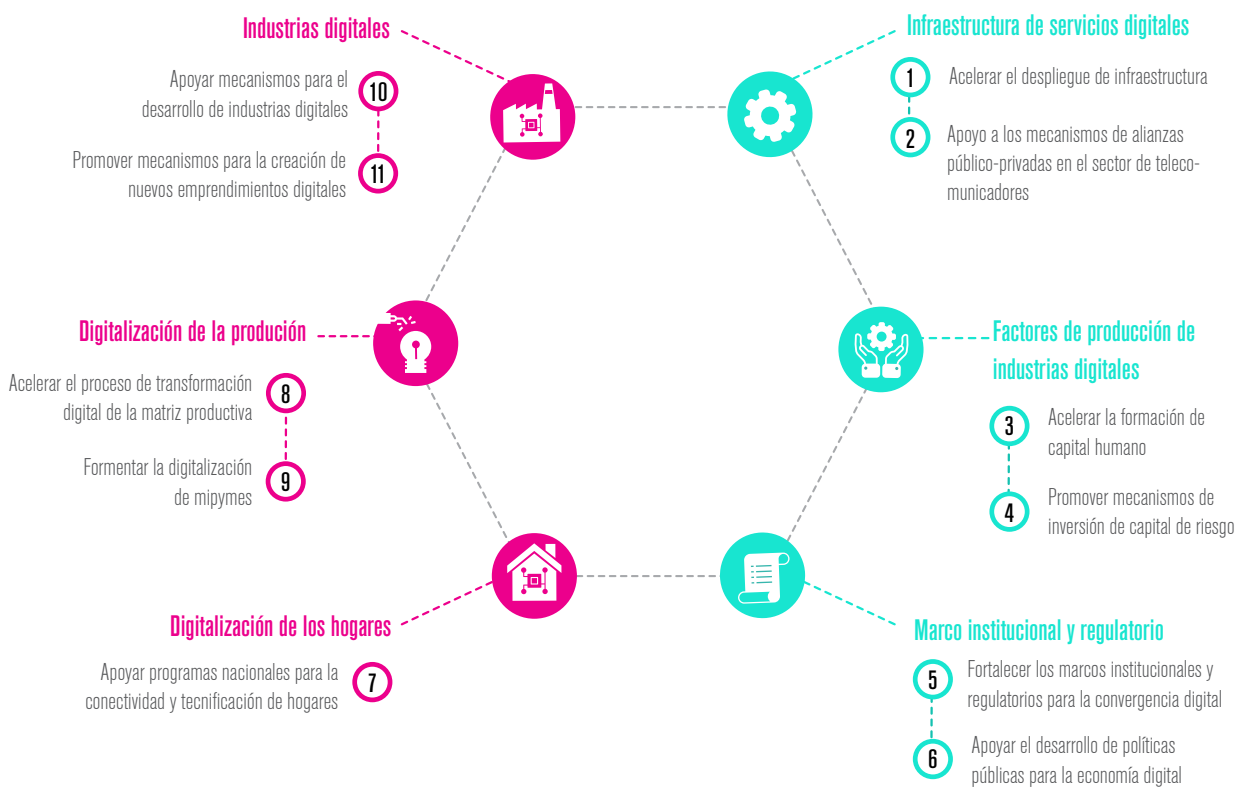 Industrias digitales
10
Apoyar mecanismos para el
desarrollo de industrias digitales
11
Promover mecanismos para la creación de
nuevos emprendimientos digitales
Infraestructura de servicios digitales
1
Acelerar el despliegue de infraestructura
2
Apoyo a los mecanismos de alianzas
público-privadas en el sector de teleco-
municadores
Digitalización de la produción
8
Acelerar el proceso de transformación
digital de la matriz productiva
9
Formentar la digitalización
de mipymes
Factores de producción de
industrias digitales
3
Acelerar la formación de
capital humano
4
Promover mecanismos de
inversión de capital de riesgo
Digitalización de los hogares
7
Apoyar programas nacionales para la
conectividad y tecnificación de hogares
Marco institucional y regulatorio
5
Fortalecer los marcos institucionales y
regulatorios para la convergencia digital
6
Apoyar el desarrollo de políticas
públicas para la economía digital